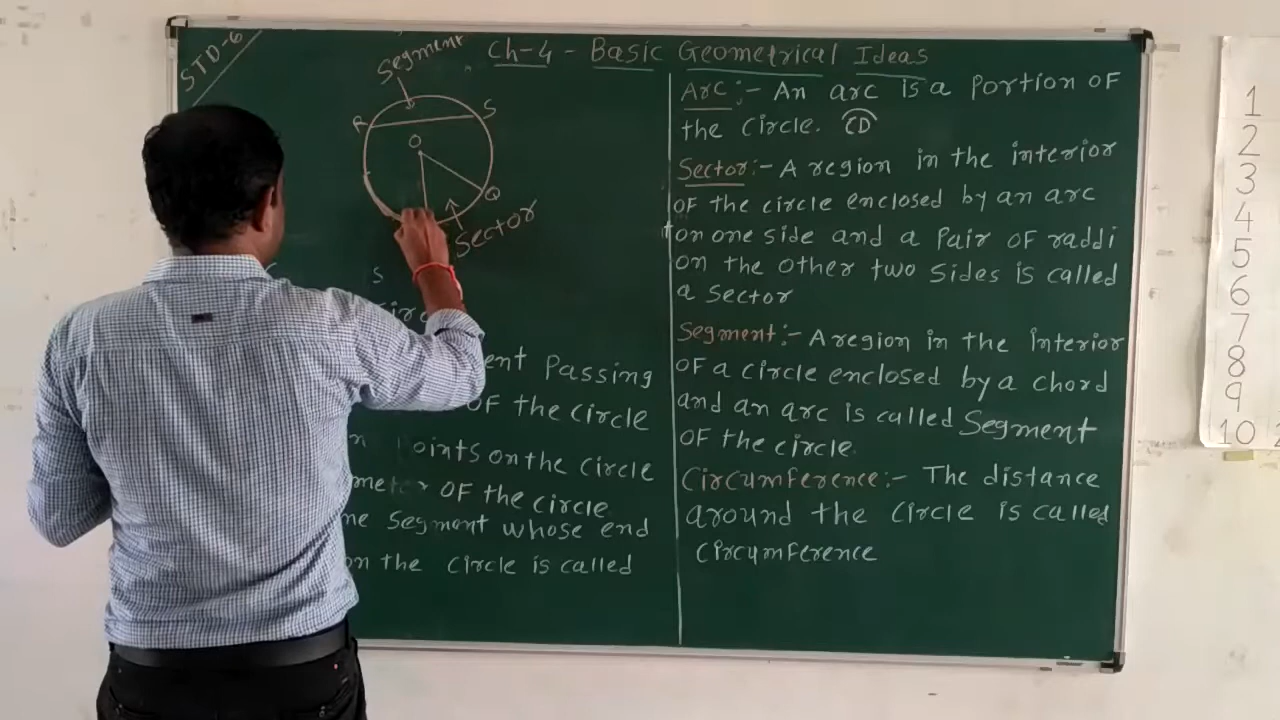 STD-6
Ch-4 - Basic Geometrical Ideas
Segment
R
S
O
Q
Sector
S
Circ
ent Passing
OF the circle
n Points on the circle
meter OF the circle
ne Segment whose end
on the circle is called
Arc:- An arc is a Portion OF
the circle. CD
Sector:- A region in the interior
OF the circle enclosed by an arc
on one side and a Pair OF raddi
on the other two sides is called
a sector
Segment:- A region in the interior
OF a circle enclosed by a chord
and an arc is called Segment
OF the circle.
Circumference:- The distance
around the circle is called
circumference
1
2
3
4
5
6
7
8
9
10